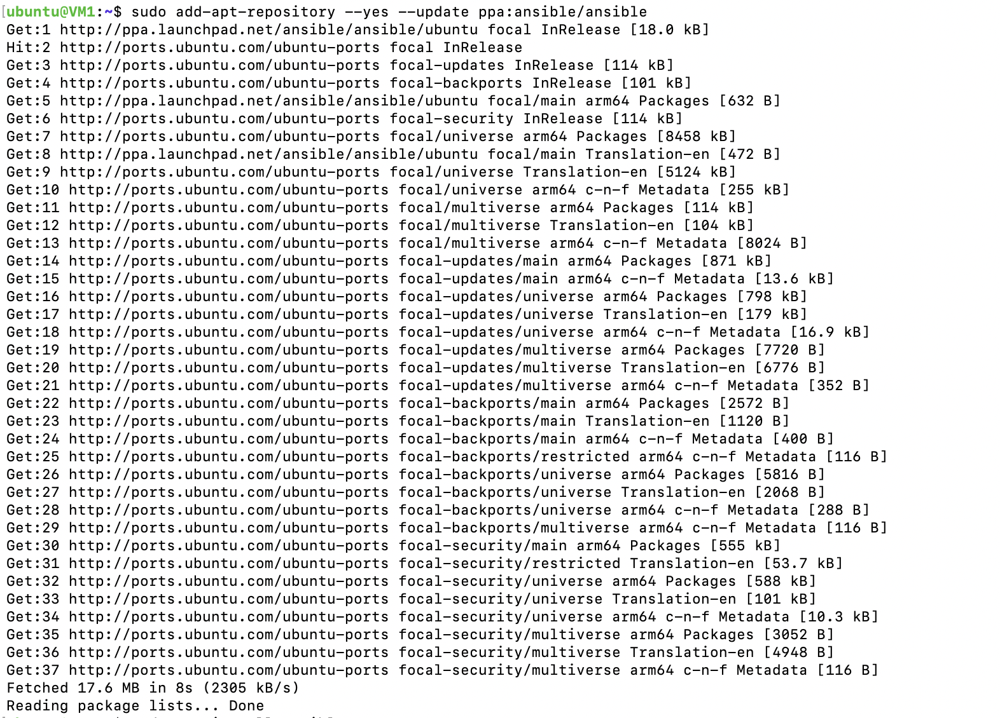 ubuntu@VM1:~$ sudo add-apt-repository --yes --update ppa:ansible/ansible
Get:1 http://ppa.launchpad.net/ansible/ansible/ubuntu focal InRelease [18.0 kB]
Hit:2 http://ports.ubuntu.com/ubuntu-ports focal InRelease
Get:3 http://ports.ubuntu.com/ubuntu-ports focal-updates InRelease [114 kB]
Get:4 http://ports.ubuntu.com/ubuntu-ports focal-backports InRelease [101 kB]
Get:5 http://ppa.launchpad.net/ansible/ansible/ubuntu focal/main arm64 Packages [632 B]
Get:6 http://ports.ubuntu.com/ubuntu-ports focal-security InRelease [114 kB]
Get:7 http://ports.ubuntu.com/ubuntu-ports focal/universe arm64 Packages [8458 kB]
Get:8 http://ppa.launchpad.net/ansible/ansible/ubuntu focal/main Translation-en [472 B]
Get:9 http://ports.ubuntu.com/ubuntu-ports focal/universe Translation-en [5124 kB]
Get:10 http://ports.ubuntu.com/ubuntu-ports focal/universe arm64 c-n-f Metadata [255 kB]
Get:11 http://ports.ubuntu.com/ubuntu-ports focal/multiverse arm64 Packages [114 kB]
Get:12 http://ports.ubuntu.com/ubuntu-ports focal/multiverse Translation-en [104 kB]
Get:13 http://ports.ubuntu.com/ubuntu-ports focal/multiverse arm64 c-n-f Metadata [8024 B]
Get:14 http://ports.ubuntu.com/ubuntu-ports focal-updates/main arm64 Packages [871 kB]
Get:15 http://ports.ubuntu.com/ubuntu-ports focal-updates/main arm64 c-n-f Metadata [13.6 kB]
Get:16 http://ports.ubuntu.com/ubuntu-ports focal-updates/universe arm64 Packages [798 kB]
Get:17 http://ports.ubuntu.com/ubuntu-ports focal-updates/universe Translation-en [179 kB]
Get:18 http://ports.ubuntu.com/ubuntu-ports focal-updates/universe arm64 c-n-f Metadata [16.9 kB]
Get:19 http://ports.ubuntu.com/ubuntu-ports focal-updates/multiverse arm64 Packages [7720 B]
Get:20 http://ports.ubuntu.com/ubuntu-ports focal-updates/multiverse Translation-en [6776 B]
Get:21 http://ports.ubuntu.com/ubuntu-ports focal-updates/multiverse arm64 c-n-f Metadata [352 B]
Get:22 http://ports.ubuntu.com/ubuntu-ports focal-backports/main arm64 Packages [2572 B]
Get:23 http://ports.ubuntu.com/ubuntu-ports focal-backports/main Translation-en [1120 B]
Get:24 http://ports.ubuntu.com/ubuntu-ports focal-backports/main arm64 c-n-f Metadata [400 B]
Get:25 http://ports.ubuntu.com/ubuntu-ports focal-backports/restricted arm64 c-n-f Metadata [116 B]
Get:26 http://ports.ubuntu.com/ubuntu-ports focal-backports/universe arm64 Packages [5816 B]
Get:27 http://ports.ubuntu.com/ubuntu-ports focal-backports/universe Translation-en [2068 B]
Get:28 http://ports.ubuntu.com/ubuntu-ports focal-backports/universe arm64 c-n-f Metadata [288 B]
Get:29 http://ports.ubuntu.com/ubuntu-ports focal-backports/multiverse arm64 c-n-f Metadata [116 B]
Get:30 http://ports.ubuntu.com/ubuntu-ports focal-security/main arm64 Packages [555 kB]
Get:31 http://ports.ubuntu.com/ubuntu-ports focal-security/restricted Translation-en [53.7 kB]
Get:32 http://ports.ubuntu.com/ubuntu-ports focal-security/universe arm64 Packages [588 kB]
Get:33 http://ports.ubuntu.com/ubuntu-ports focal-security/universe Translation-en [101 kB]
Get:34 http://ports.ubuntu.com/ubuntu-ports focal-security/universe arm64 c-n-f Metadata [10.3 kB]
Get:35 http://ports.ubuntu.com/ubuntu-ports focal-security/multiverse arm64 Packages [3052 B]
Get:36 http://ports.ubuntu.com/ubuntu-ports focal-security/multiverse Translation-en [4948 B]
Get:37 http://ports.ubuntu.com/ubuntu-ports focal-security/multiverse arm64 c-n-f Metadata [116 B]
Fetched 17.6 MB in 8s (2305 kB/s)
Reading package lists... Done